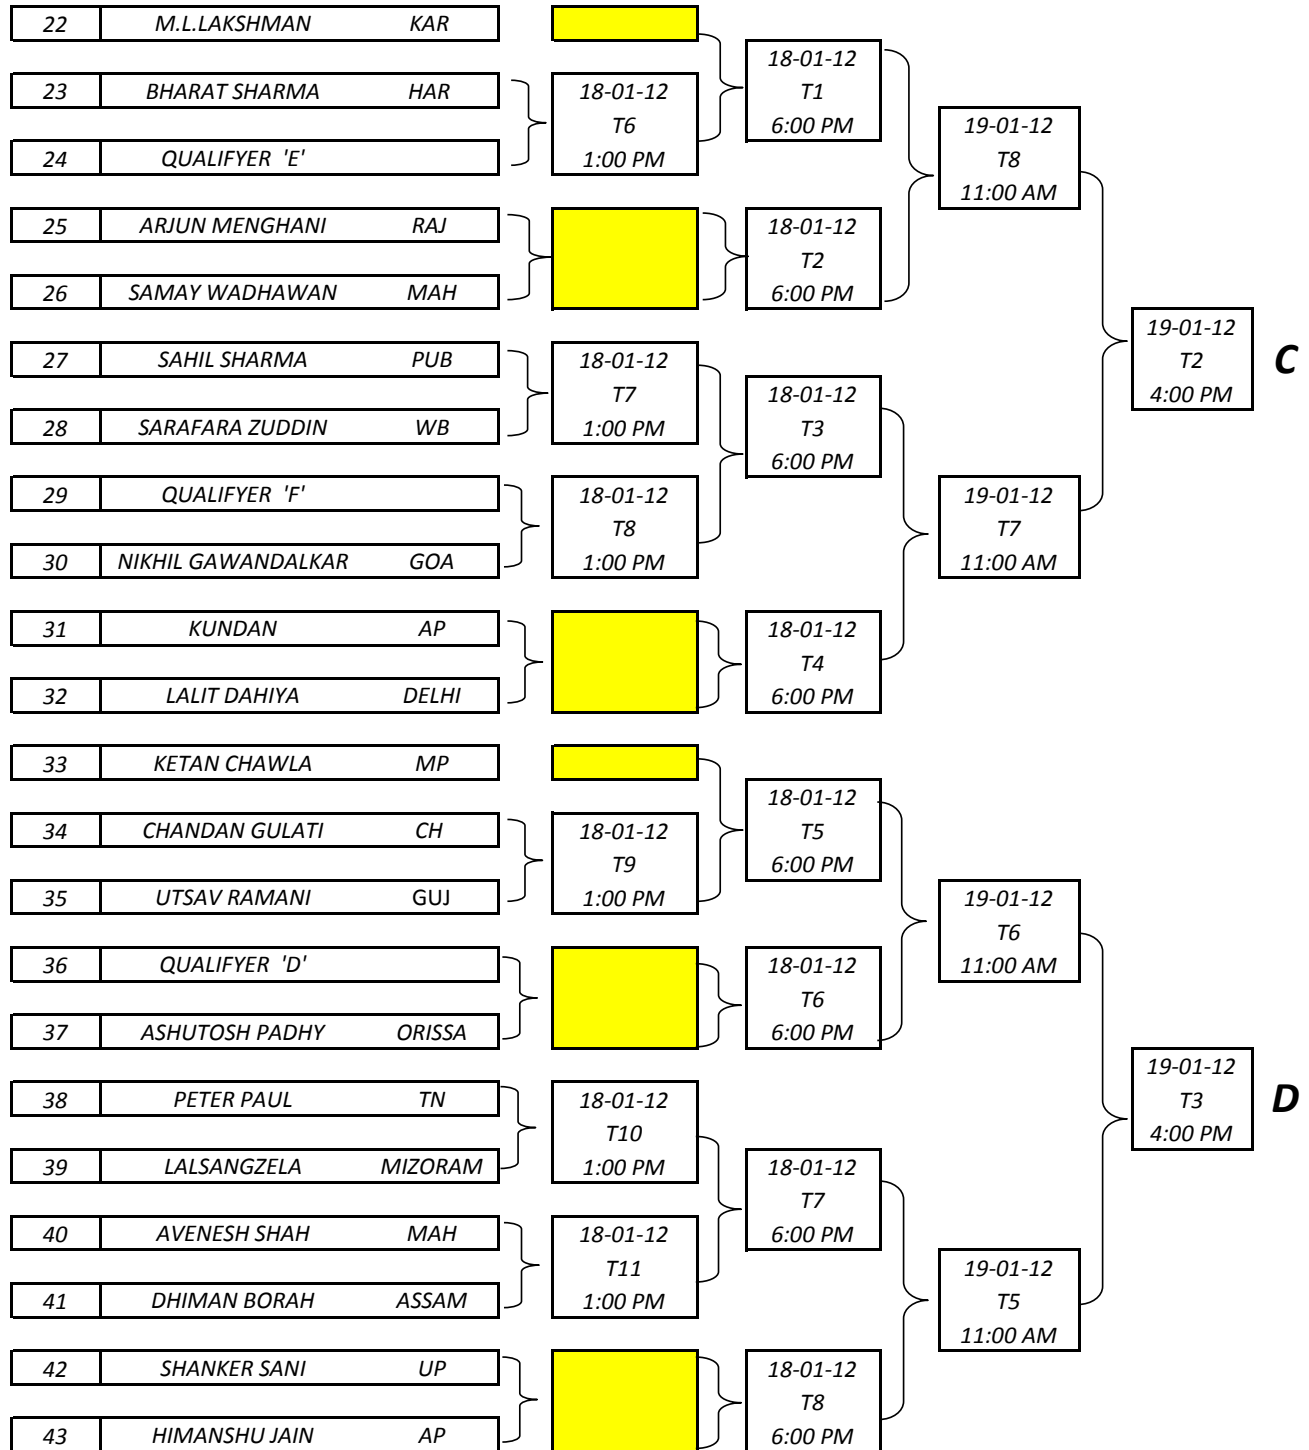 22 M.L.LAKSHMAN KAR
18-01-12
T1
6:00 PM
23 BHARAT SHARMA HAR
18-01-12
T6
1:00 PM
24 QUALIFYER 'E'
19-01-12
T8
11:00 AM
25 ARJUN MENGHANI RAJ
18-01-12
T2
6:00 PM
26 SAMAY WADHAWAN MAH
19-01-12
T2
4:00 PM
C
27 SAHIL SHARMA PUB
18-01-12
T7
1:00 PM
28 SARAFARA ZUDDIN WB
18-01-12
T3
6:00 PM
29 QUALIFYER 'F'
18-01-12
T8
1:00 PM
19-01-12
T7
11:00 AM
30 NIKHIL GAWANDALKAR GOA
31 KUNDAN AP
18-01-12
T4
6:00 PM
32 LALIT DAHIYA DELHI
33 KETAN CHAWLA MP
18-01-12
T5
6:00 PM
34 CHANDAN GULATI CH
18-01-12
T9
1:00 PM
35 UTSAV RAMANI GUJ
19-01-12
T6
11:00 AM
36 QUALIFYER 'D'
18-01-12
T6
6:00 PM
37 ASHUTOSH PADHY ORISSA
19-01-12
T3
4:00 PM
D
38 PETER PAUL TN
18-01-12
T10
1:00 PM
39 LALSANGZELA MIZORAM
18-01-12
T7
6:00 PM
40 AVENESH SHAH MAH
18-01-12
T11
1:00 PM
41 DHIMAN BORAH ASSAM
19-01-12
T5
11:00 AM
42 SHANKER SANI UP
18-01-12
T8
6:00 PM
43 HIMANSHU JAIN AP